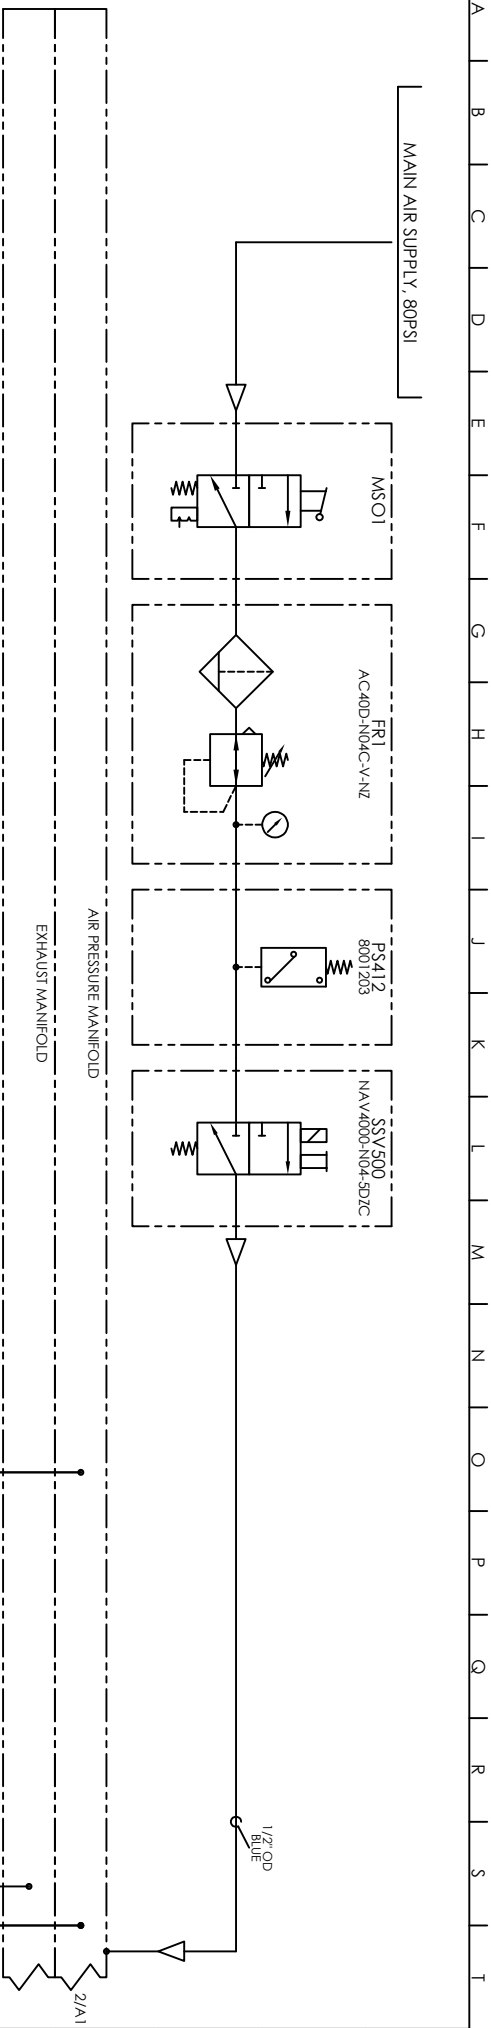 A
B
C
D
E
F
G
H
I
J
K
L
M
N
O
P
Q
R
S
T
MAIN AIR SUPPLY, 80PSI
MSO1
FR1
AC40D-N04C-V-NZ
PS412
8001203
SSV500
NAV4000-N04-5DZC
1/2" OD
BLUE
AIR PRESSURE MANIFOLD
EXHAUST MANIFOLD
2/A1